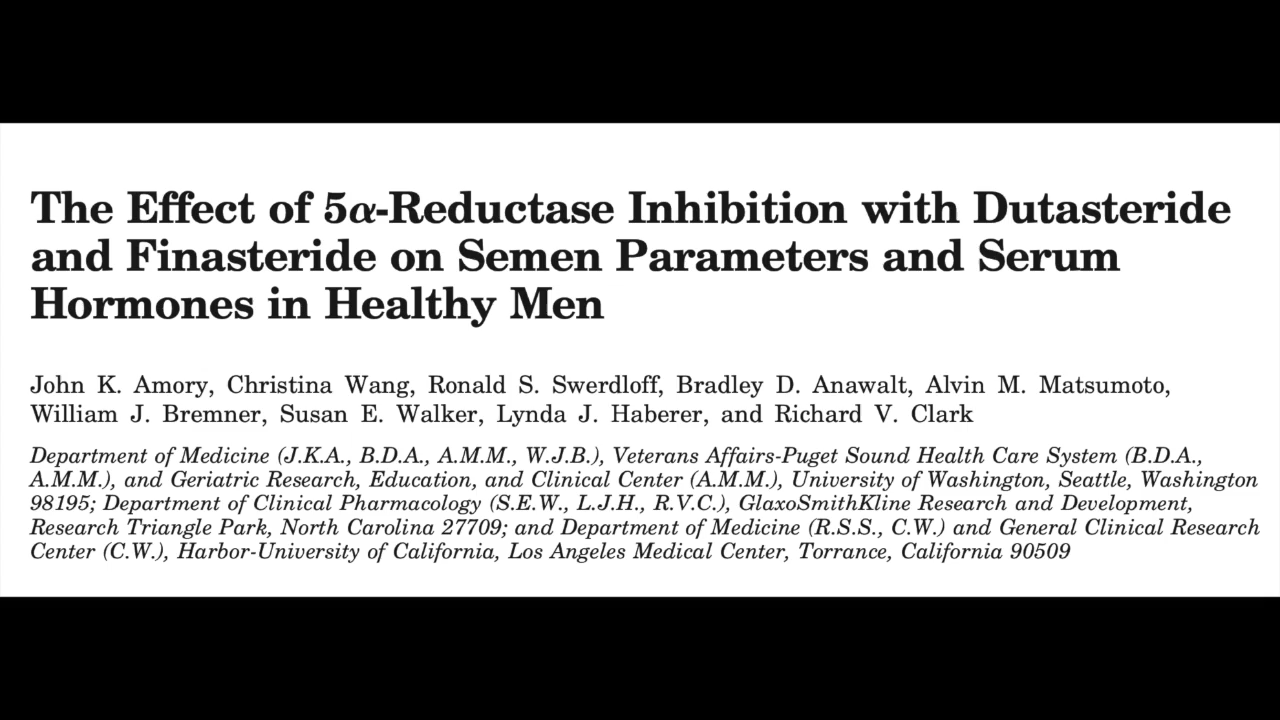 The Effect of 5α-Reductase Inhibition with Dutasteride
and Finasteride on Semen Parameters and Serum
Hormones in Healthy Men
John K. Amory, Christina Wang, Ronald S. Swerdloff, Bradley D. Anawalt, Alvin M. Matsumoto,
William J. Bremner, Susan E. Walker, Lynda J. Haberer, and Richard V. Clark
Department of Medicine (J.K.A., B.D.A., A.M.M., W.J.B.), Veterans Affairs-Puget Sound Health Care System (B.D.A.,
A.M.M.), and Geriatric Research, Education, and Clinical Center (A.M.M.), University of Washington, Seattle, Washington
98195; Department of Clinical Pharmacology (S.E.W., L.J.H., R.V.C.), GlaxoSmithKline Research and Development,
Research Triangle Park, North Carolina 27709; and Department of Medicine (R.S.S., C.W.) and General Clinical Research
Center (C.W.), Harbor-University of California, Los Angeles Medical Center, Torrance, California 90509